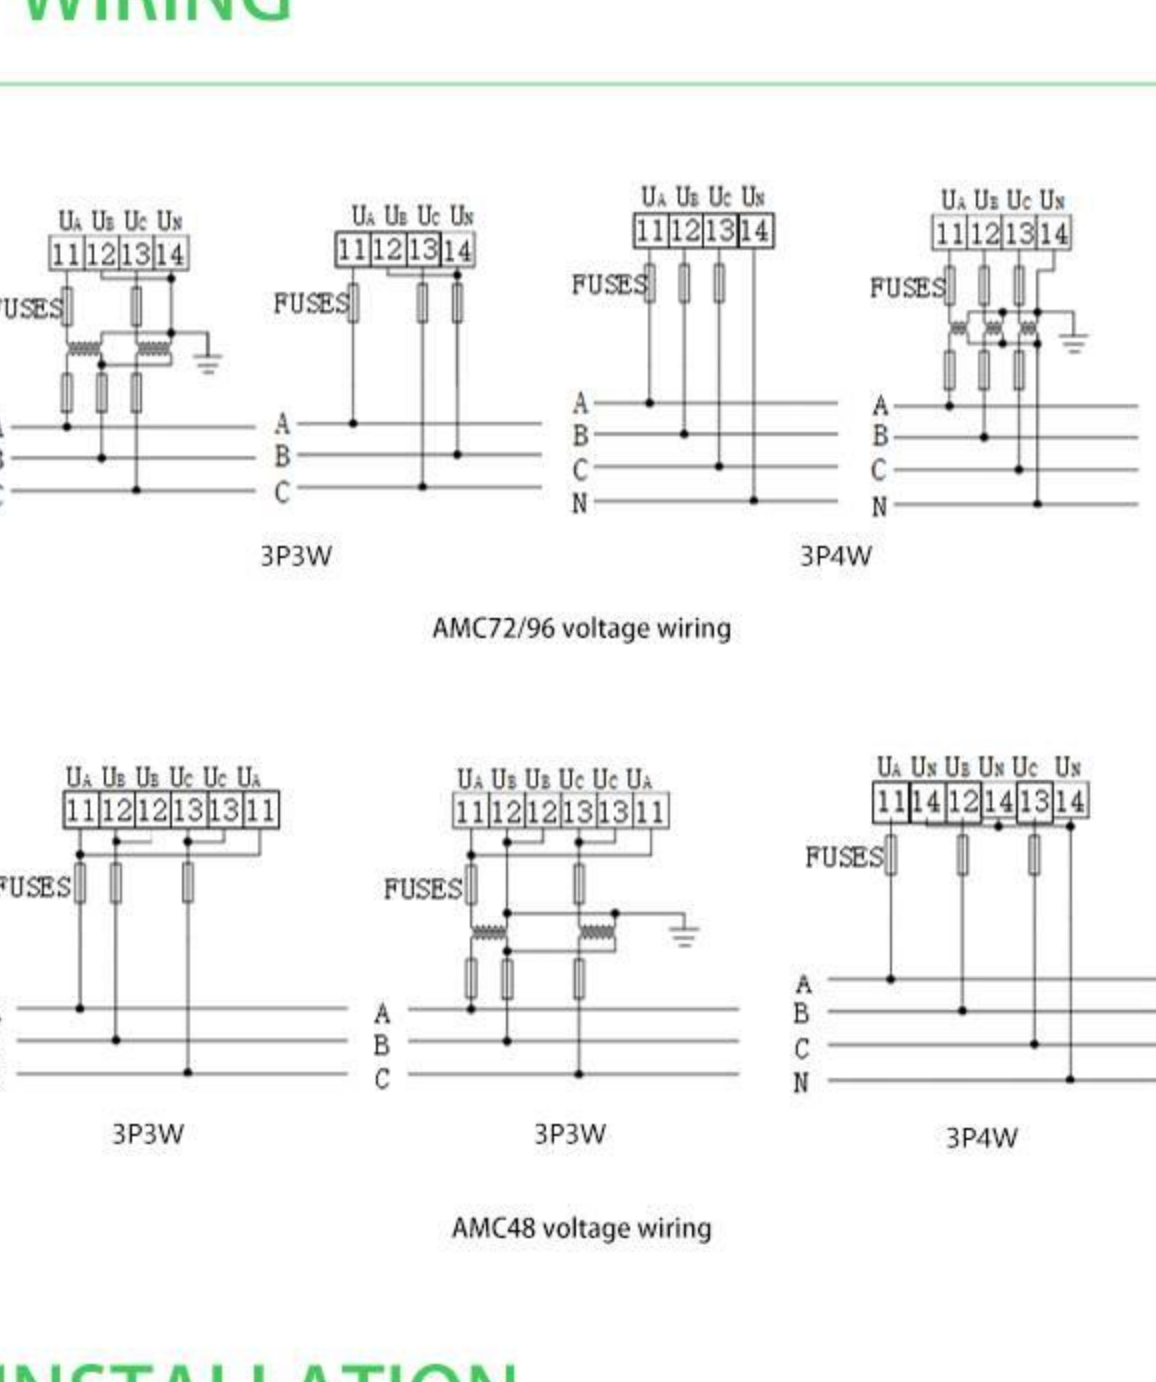 WIRING
UA UB UC UN
11 12 13 14
FUSES
UA UB UC UN
11 12 13 14
FUSES
A
B
C
UA UB UC UN
11 12 13 14
FUSES
A
B
C
N
UA UB UC UN
11 12 13 14
FUSES
A
B
C
N
3P3W
3P4W
AMC72/96 voltage wiring
UA UB UB UC UC UA
11 12 12 13 13 11
FUSES
UA UB UB UC UC UA
11 12 12 13 13 11
FUSES
A
B
C
UA UN UB UN UC UN
11 14 12 14 13 14
FUSES
A
B
C
N
3P3W
3P3W
3P4W
AMC48 voltage wiring
INSTALLATION